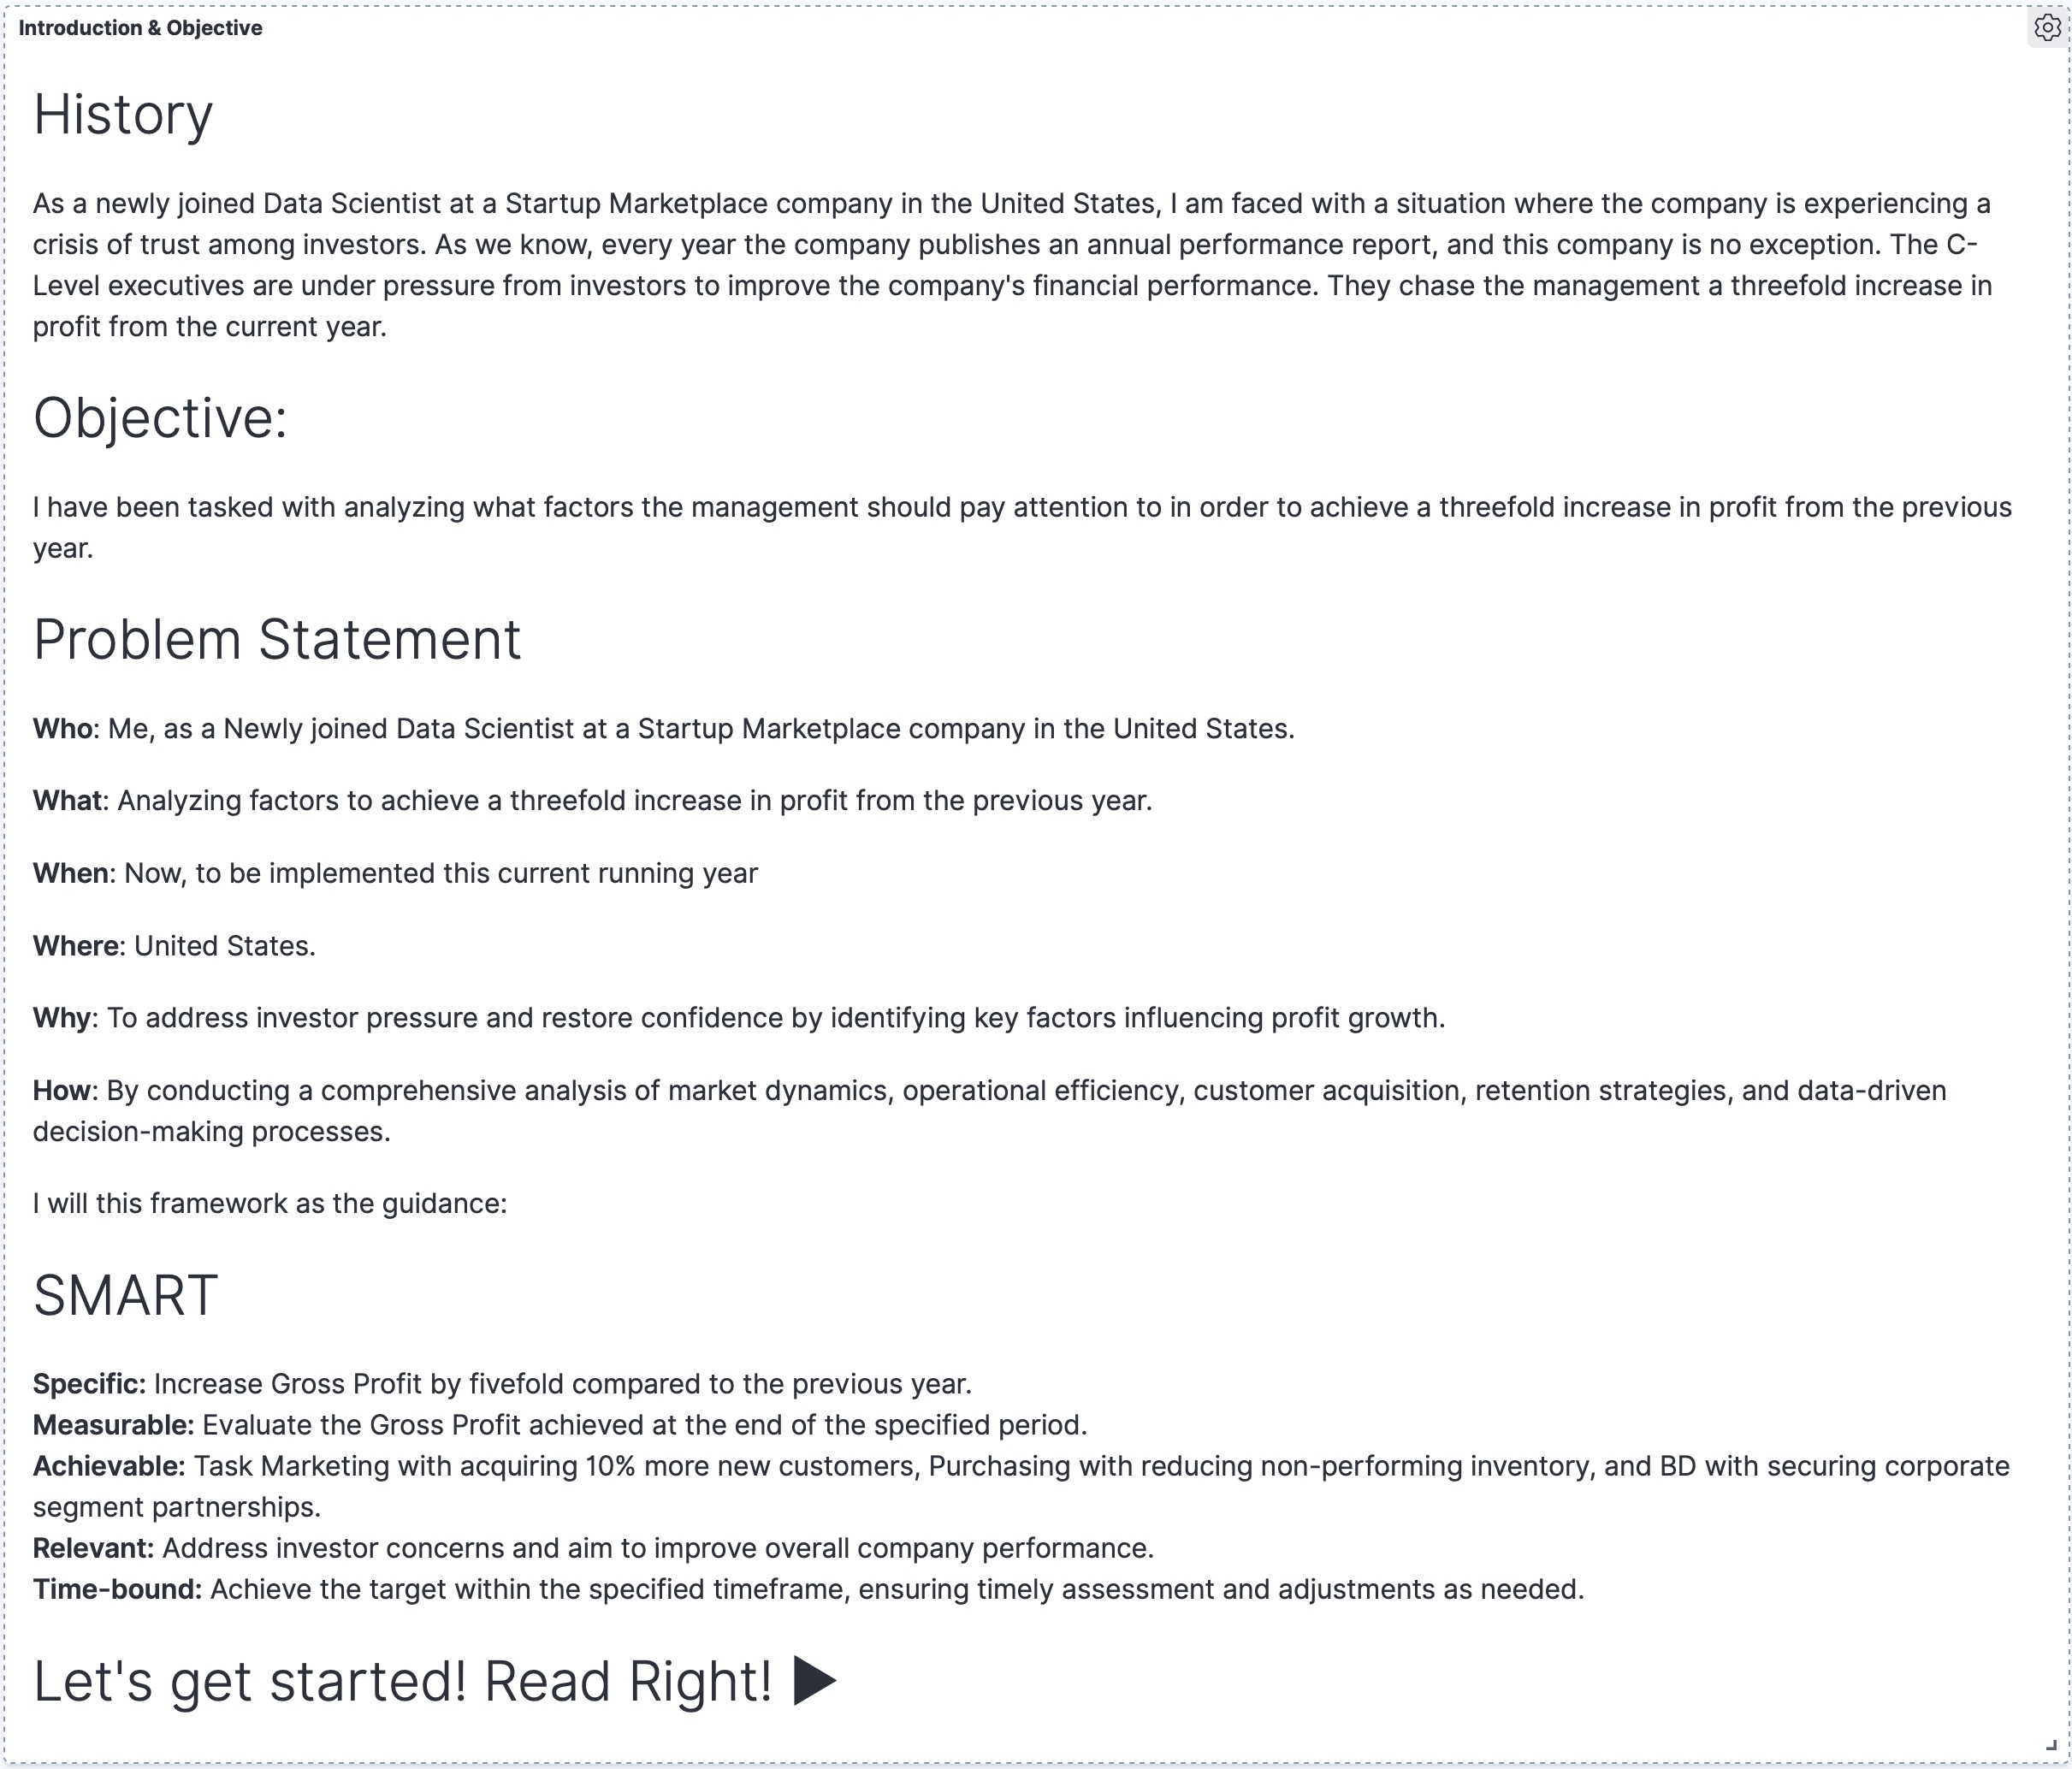 Introduction & Objective
History
As a newly joined Data Scientist at a Startup Marketplace company in the United States, I am faced with a situation where the company is experiencing a
crisis of trust among investors. As we know, every year the company publishes an annual performance report, and this company is no exception. The C-
Level executives are under pressure from investors to improve the company's financial performance. They chase the management a threefold increase in
profit from the current year.
Objective:
I have been tasked with analyzing what factors the management should pay attention to in order to achieve a threefold increase in profit from the previous
year.
Problem Statement
Who: Me, as a Newly joined Data Scientist at a Startup Marketplace company in the United States.
What: Analyzing factors to achieve a threefold increase in profit from the previous year.
When: Now, to be implemented this current running year
Where: United States.
Why: To address investor pressure and restore confidence by identifying key factors influencing profit growth.
How: By conducting a comprehensive analysis of market dynamics, operational efficiency, customer acquisition, retention strategies, and data-driven
decision-making processes.
I will this framework as the guidance:
SMART
Specific: Increase Gross Profit by fivefold compared to the previous year.
Measurable: Evaluate the Gross Profit achieved at the end of the specified period.
Achievable: Task Marketing with acquiring 10% more new customers, Purchasing with reducing non-performing inventory, and BD with securing corporate
segment partnerships.
Relevant: Address investor concerns and aim to improve overall company performance.
Time-bound: Achieve the target within the specified timeframe, ensuring timely assessment and adjustments as needed.
Let's get started! Read Right! ▶